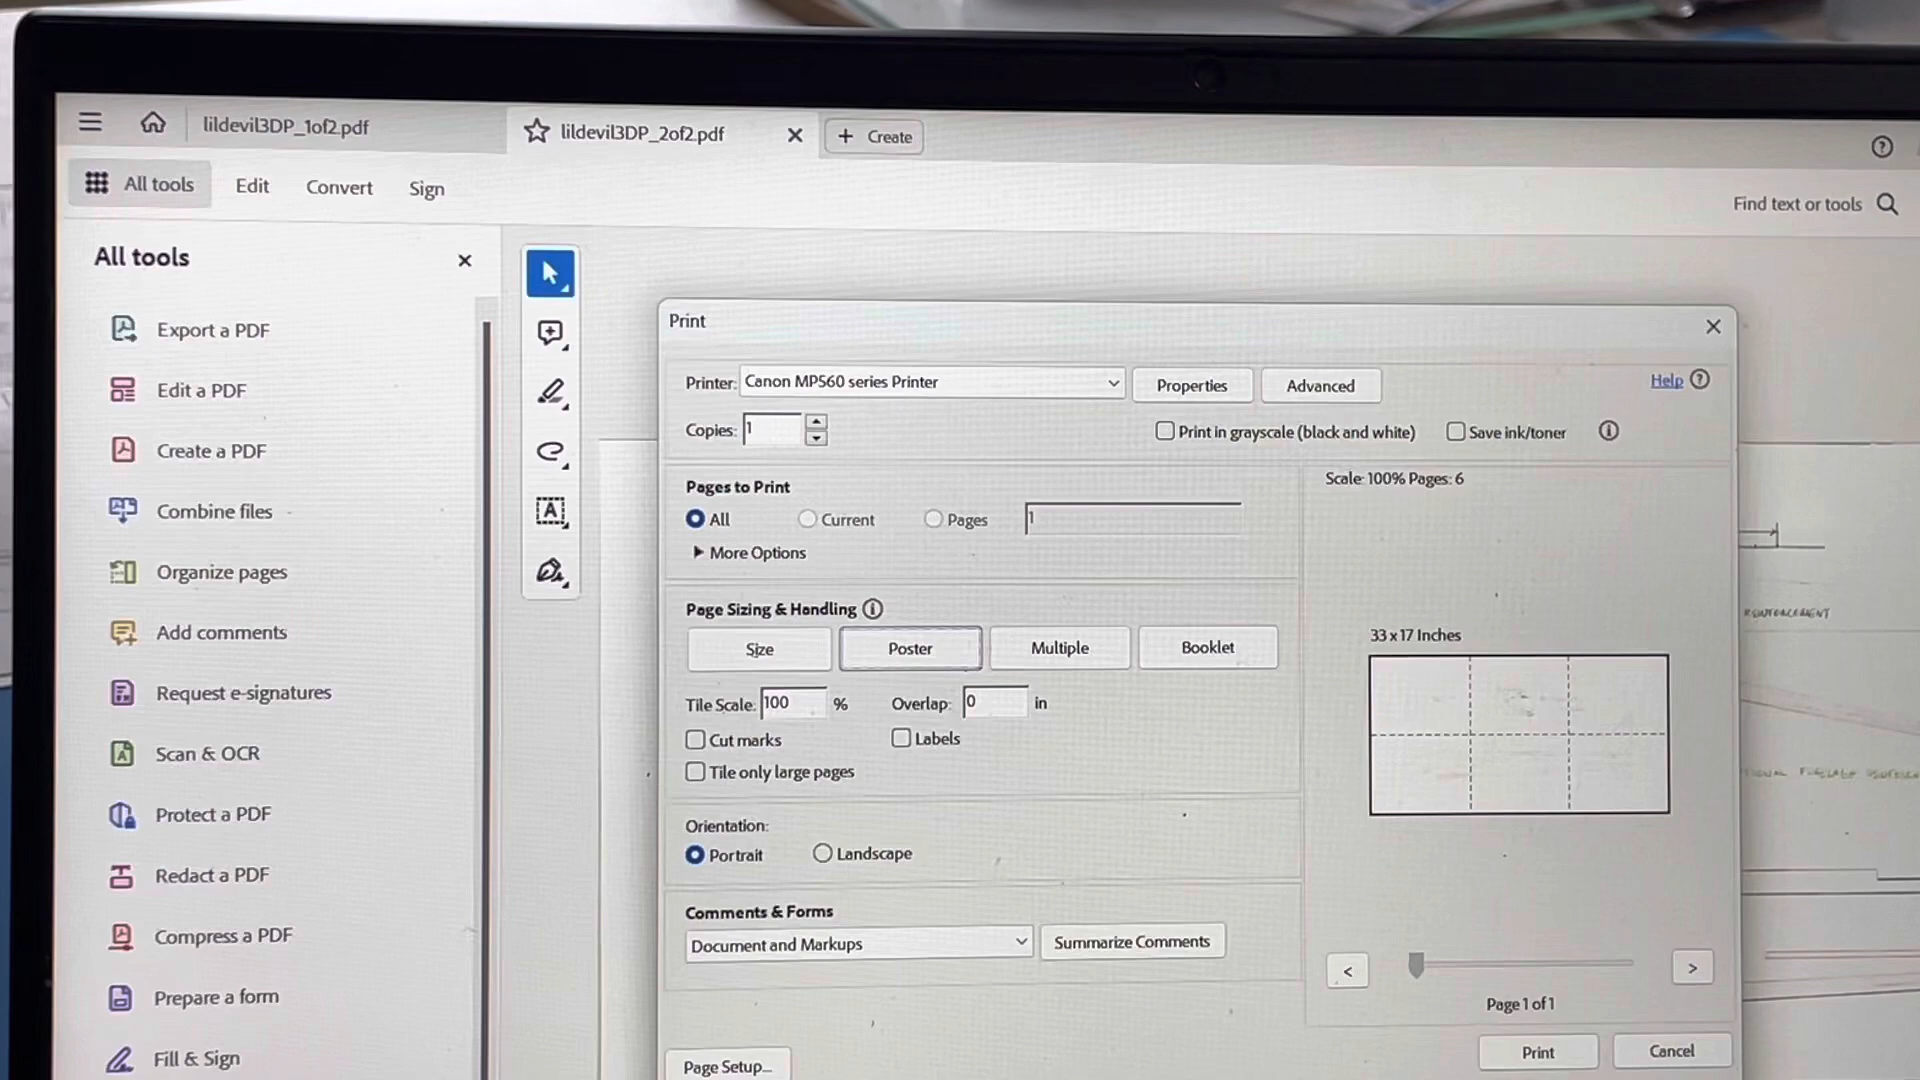 lildevil3DP_1of2.pdf
lildevil3DP_2of2.pdf
+ Create
All tools
Edit
Convert
Sign
Find text or tools
All tools
Export a PDF
Edit a PDF
Create a PDF
Combine files
Organize pages
Add comments
Request e-signatures
Scan & OCR
Protect a PDF
Redact a PDF
Compress a PDF
Prepare a form
Fill & Sign
Print
Printer: Canon MP560 series Printer
Properties
Advanced
Help
Copies: 1
Print in grayscale (black and white)
Save ink/toner
Pages to Print
All
Current
Pages
1
More Options
Scale: 100% Pages: 6
Page Sizing & Handling
Size
Poster
Multiple
Booklet
Tile Scale: 100 %
Overlap: 0 in
Cut marks
Labels
Tile only large pages
33 x 17 Inches
Orientation:
Portrait
Landscape
Comments & Forms
Document and Markups
Summarize Comments
<
>
Page 1 of 1
Page Setup...
Print
Cancel